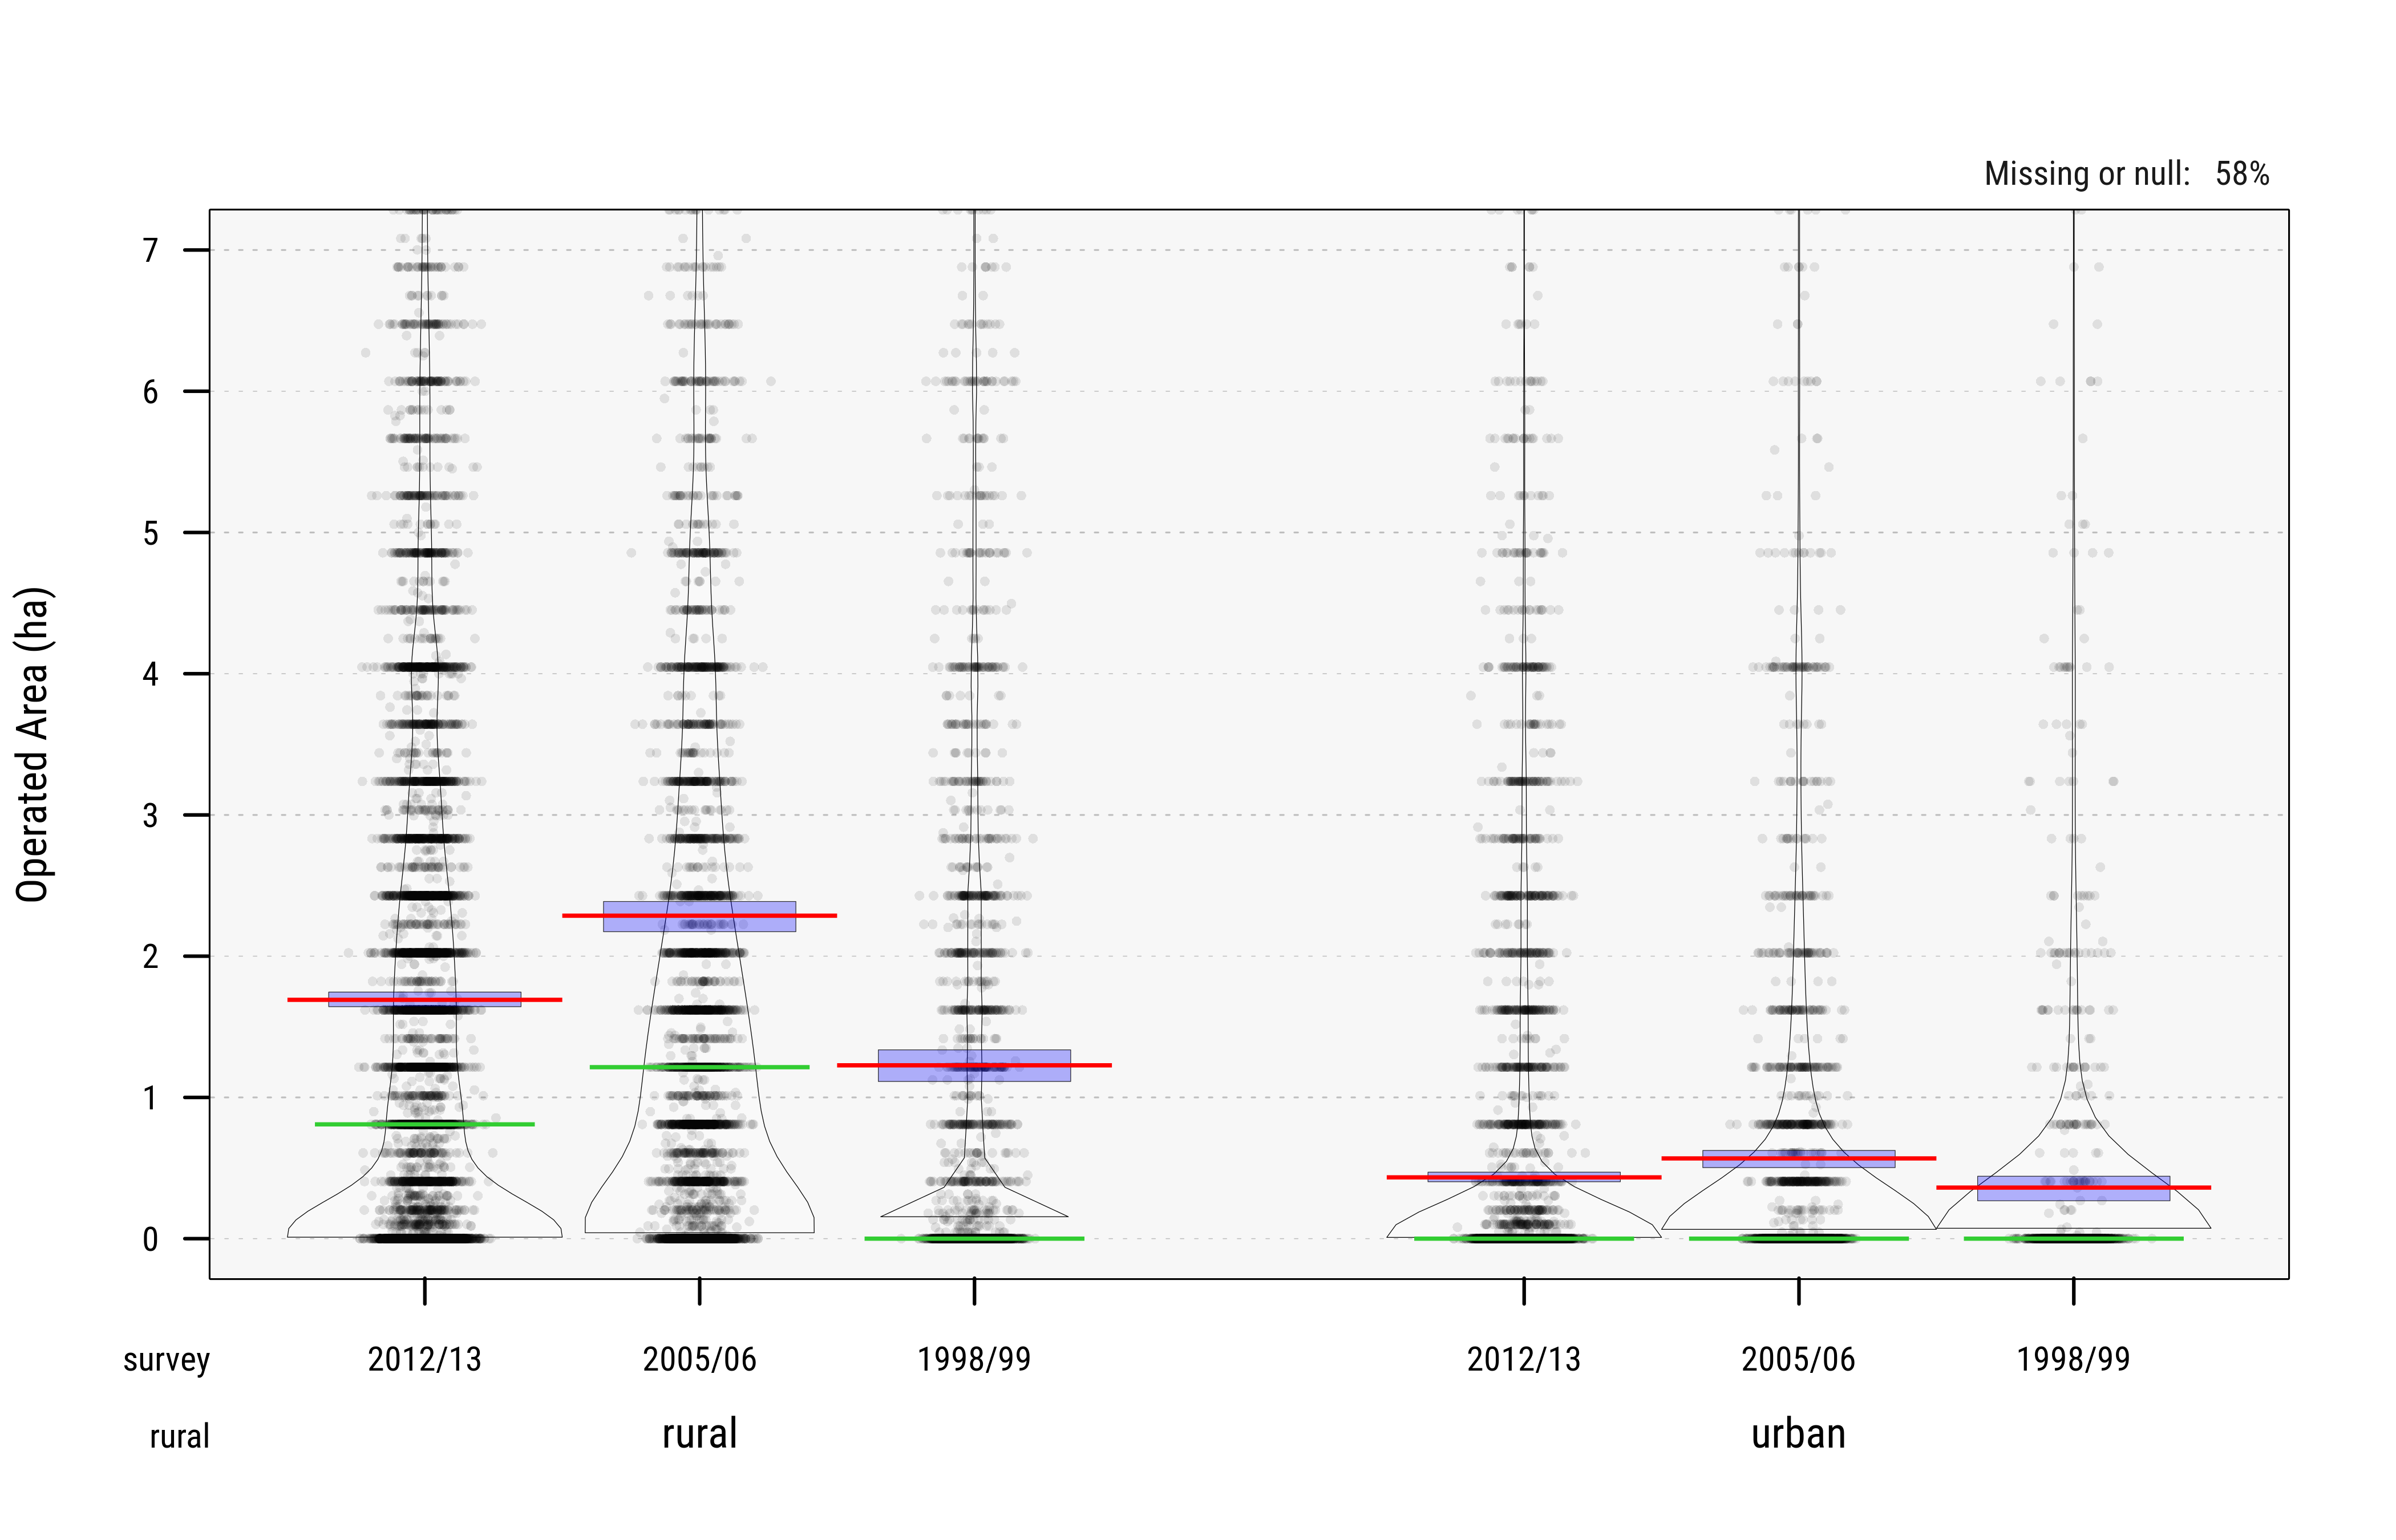 Missing or null: 58%
Operated Area (ha)
7
6
5
4
3
2
1
0
survey 2012/13 2005/06 1998/99 2012/13 2005/06 1998/99
rural rural urban